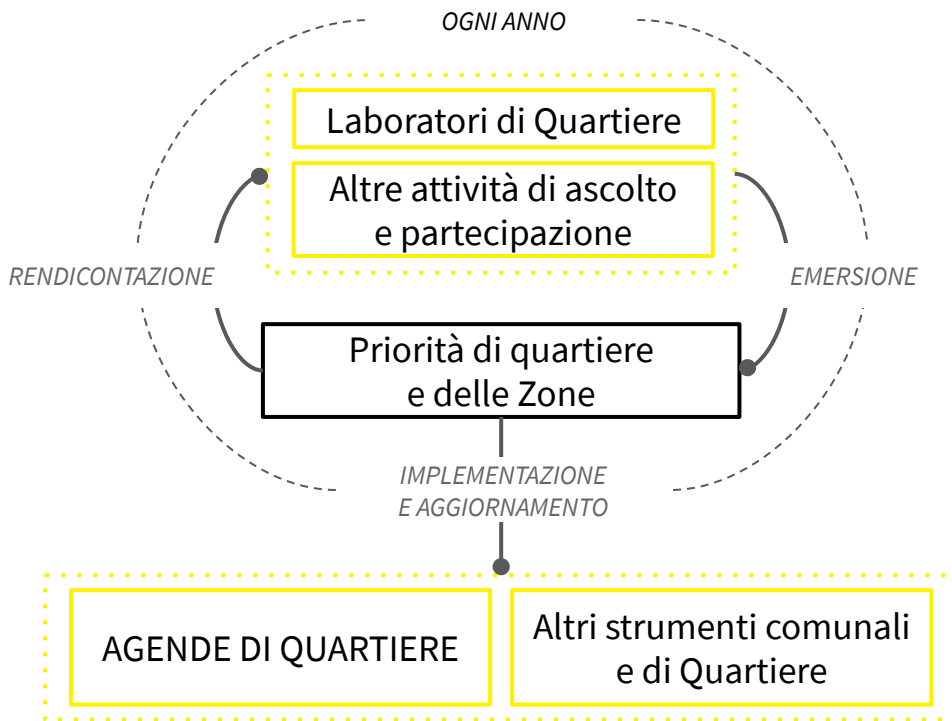 OGNI ANNO
Laboratori di Quartiere
Altre attività di ascolto
e partecipazione
RENDICONTAZIONE
EMERSIONE
Priorità di quartiere
e delle Zone
IMPLEMENTAZIONE
E AGGIORNAMENTO
AGENDE DI QUARTIERE
Altri strumenti comunali
e di Quartiere